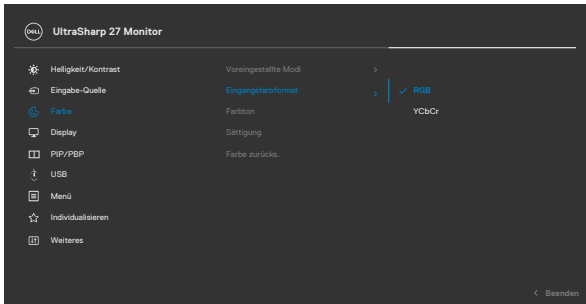 DELL UltraSharp 27 Monitor
Helligkeit/Kontrast Voreingestellte Modi
Eingabe-Quelle Eingangsfarbformat RGB
Farbe Farbton YCbCr
Display Sättigung
PIP/PBP Farbe zurücks.
USB
Menü
Individualisieren
Weiteres
Beenden